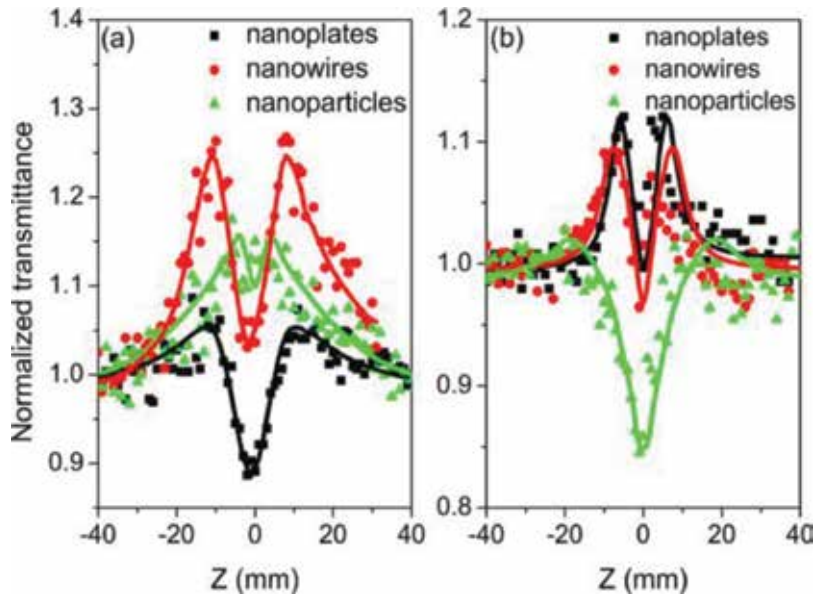 (a)
nanoplates
nanowires
nanoparticles
1.4
1.3
1.2
1.1
1.0
0.9
-40 -20 0 20 40
Z (mm)
Normalized transmittance
(b)
nanoplates
nanowires
nanoparticles
1.2
1.1
1.0
0.9
0.8
-40 -20 0 20 40
Z (mm)